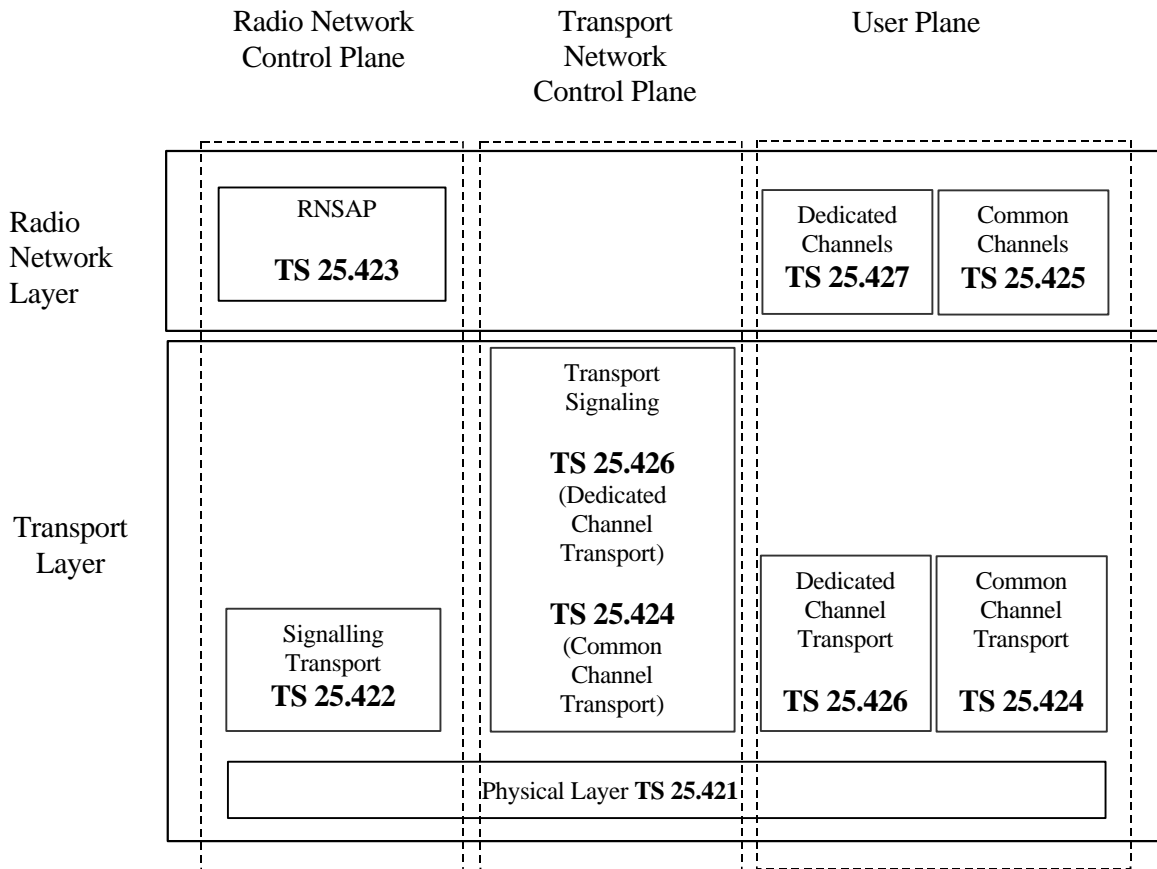 Radio Network
Control Plane
Transport
Network
Control Plane
User Plane
Radio
Network
Layer
RNSAP
TS 25.423
Dedicated
Channels
TS 25.427
Common
Channels
TS 25.425
Transport
Layer
Signalling
Transport
TS 25.422
Transport
Signaling
TS 25.426
(Dedicated
Channel
Transport)
TS 25.424
(Common
Channel
Transport)
Dedicated
Channel
Transport
TS 25.426
Common
Channel
Transport
TS 25.424
Physical Layer TS 25.421